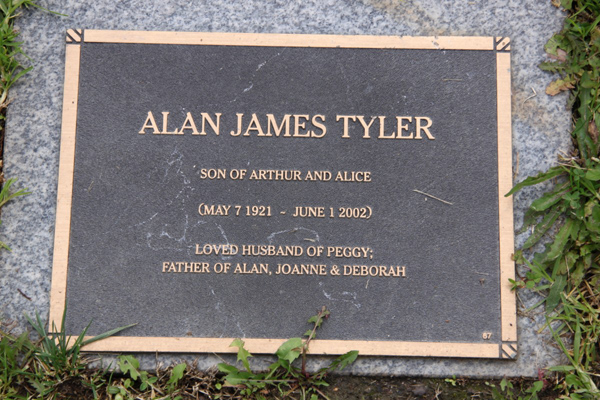 ALAN JAMES TYLER
SON OF ARTHUR AND ALICE
(MAY 7 1921 ~ JUNE 1 2002)
LOVED HUSBAND OF PEGGY;
FATHER OF ALAN, JOANNE & DEBORAH
67